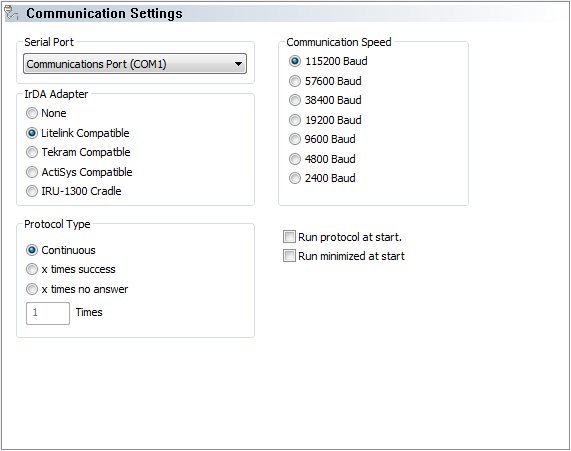 Communication Settings
Serial Port
Communications Port (COM1)
IrDA Adapter
None
Litelink Compatible
Tekram Compatble
ActiSys Compatible
IRU-1300 Cradle
Protocol Type
Continuous
x times success
x times no answer
1 Times
Communication Speed
115200 Baud
57600 Baud
38400 Baud
19200 Baud
9600 Baud
4800 Baud
2400 Baud
Run protocol at start.
Run minimized at start